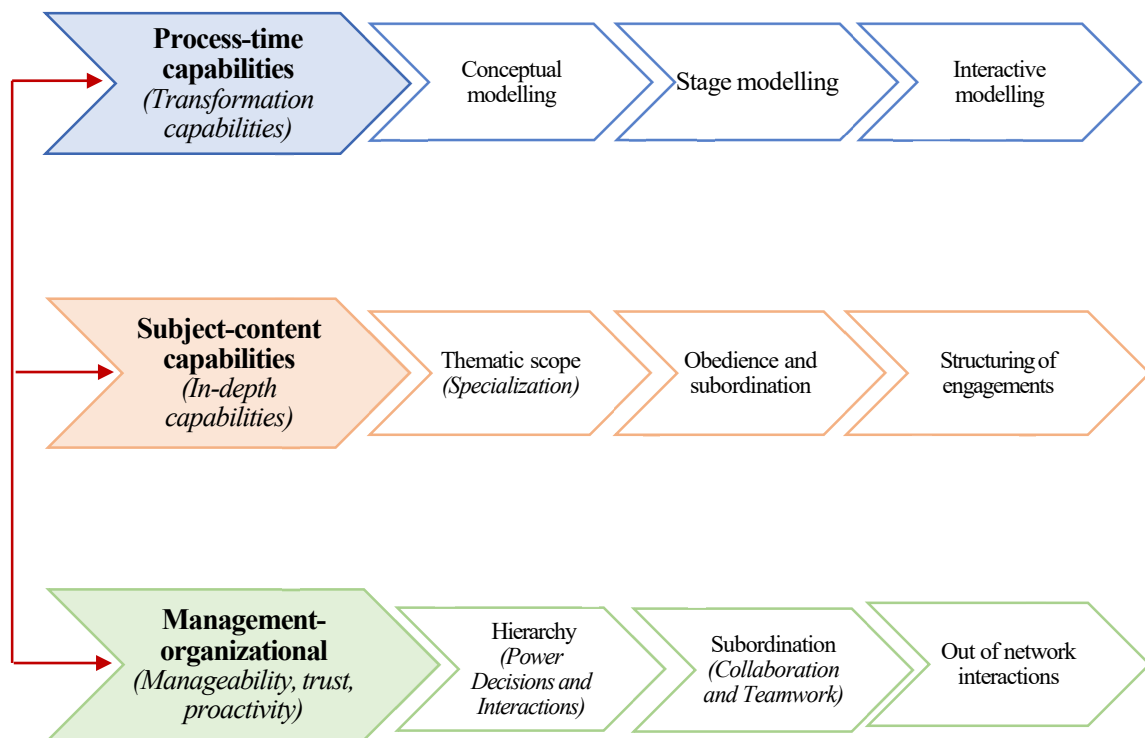 Process-time
capabilities
(Transformation
capabilities)
Conceptual
modelling
Stage modelling
Interactive
modelling
Subject-content
capabilities
(In-depth
capabilities)
Thematic scope
(Specialization)
Obedience and
subordination
Structuring of
engagements
Management-
organizational
(Manageability, trust,
proactivity)
Hierarchy
(Power
Decisions and
Interactions)
Subordination
(Collaboration
and Teamwork)
Out of network
interactions